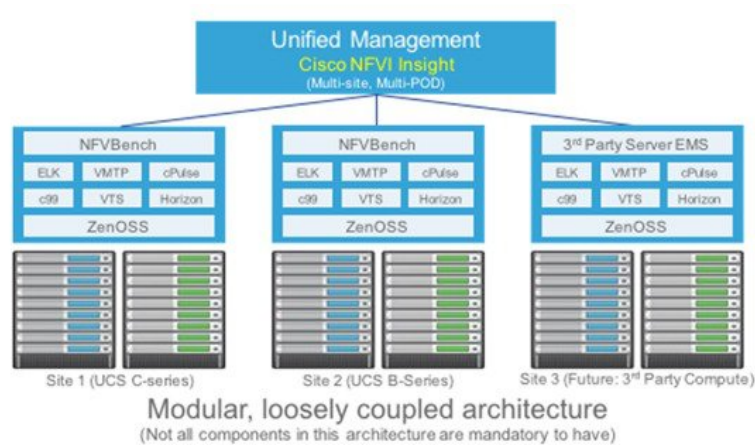 Unified Management
Cisco NFVI Insight
(Multi-site, Multi-POD)
NFVBench
ELK VMTP cPulse
c99 VTS Horizon
ZenOSS
NFVBench
ELK VMTP cPulse
c99 VTS Horizon
ZenOSS
3rd Party Server EMS
ELK VMTP cPulse
c99 VTS Horizon
ZenOSS
Site 1 (UCS C-series)
Site 2 (UCS B-Series)
Site 3 (Future: 3rd Party Compute)
Modular, loosely coupled architecture
(Not all components in this architecture are mandatory to have)